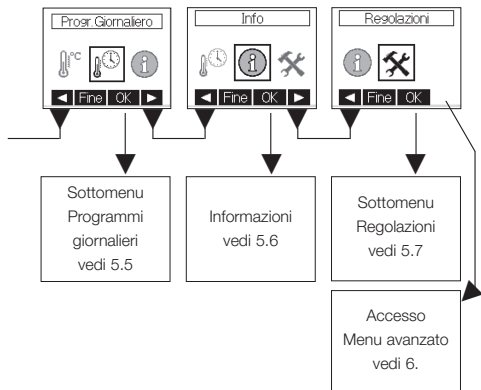 Progr. Giornaliero
°C
Fine OK
Info
Fine OK
Regolazioni
Fine OK
Sottomenu
Programmi
giornalieri
vedi 5.5
Informazioni
vedi 5.6
Sottomenu
Regolazioni
vedi 5.7
Accesso
Menu avanzato
vedi 6.